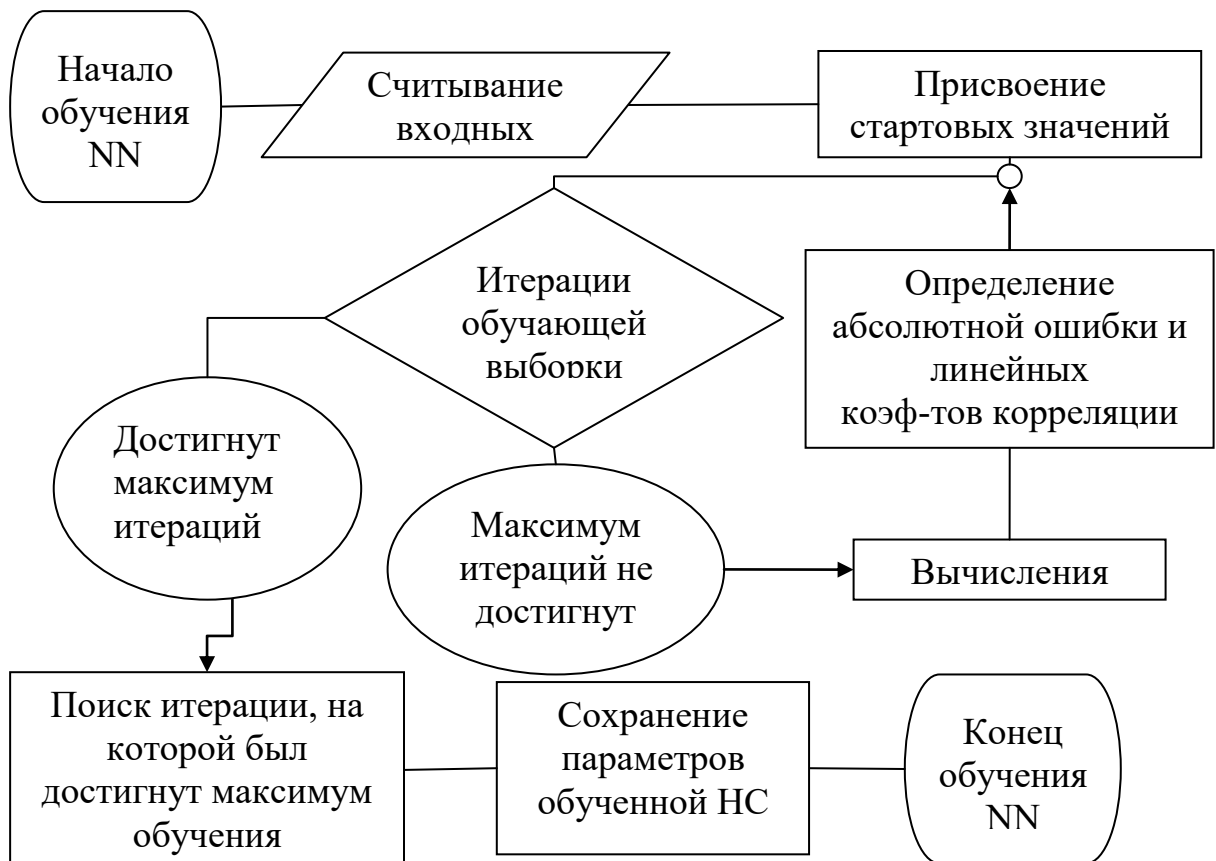 Начало
обучения
NN
Считывание
входных
Присвоение
стартовых значений
Итерации
обучающей
выборки
Определение
абсолютной ошибки и
линейных
коэф-тов корреляции
Достигнут
максимум
итераций
Максимум
итераций не
достигнут
Вычисления
Поиск итерации, на
которой был
достигнут максимум
обучения
Сохранение
параметров
обученной НС
Конец
обучения
NN